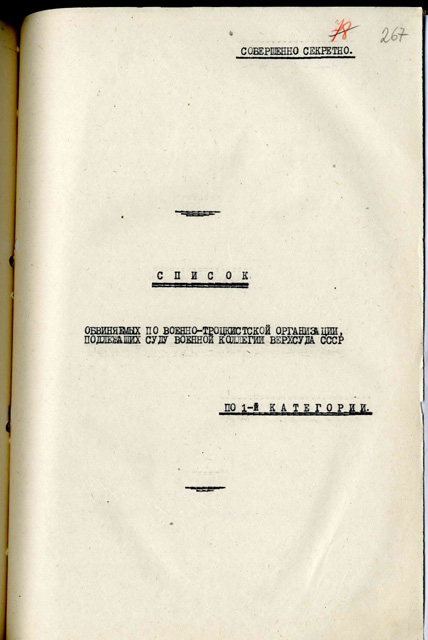 78 267
СОВЕРШЕННО СЕКРЕТНО.
С П И С О К
ОБВИНЯЕМЫХ ПО ВОЕННО-ТРОЦКИСТСКОЙ ОРГАНИЗАЦИИ,
ПОДЛЕЖАЩИХ СУДУ ВОЕННОЙ КОЛЛЕГИИ ВЕРХСУДА СССР
ПО 1-Й К А Т Е Г О Р И И.